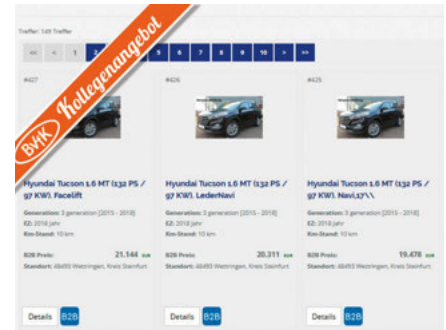 Treffer: 149 Treffer
<< < 1 2 5 6 7 8 9 10 > >>
BVfK Kollegenangebot
#427 #426 #425
Hyundai Tucson 1.6 MT (132 PS / 97 KW). Facelift
Generation: 3 generation [2015 - 2018]
EZ: 2018 Jahr
Km-Stand: 10 km
B2B Preis: 21.144 EUR
Standort: 48493 Wettringen, Kreis Steinfurt
Details B2B
Hyundai Tucson 1.6 MT (132 PS / 97 KW). LederNavi
Generation: 3 generation [2015 - 2018]
EZ: 2018 Jahr
Km-Stand: 10 km
B2B Preis: 20.311 EUR
Standort: 48493 Wettringen, Kreis Steinfurt
Details B2B
Hyundai Tucson 1.6 MT (132 PS / 97 KW). Navi,17\\
Generation: 3 generation [2015 - 2018]
EZ: 2018 Jahr
Km-Stand: 10 km
B2B Preis: 19.478 EUR
Standort: 48493 Wettringen, Kreis Steinfurt
Details B2B